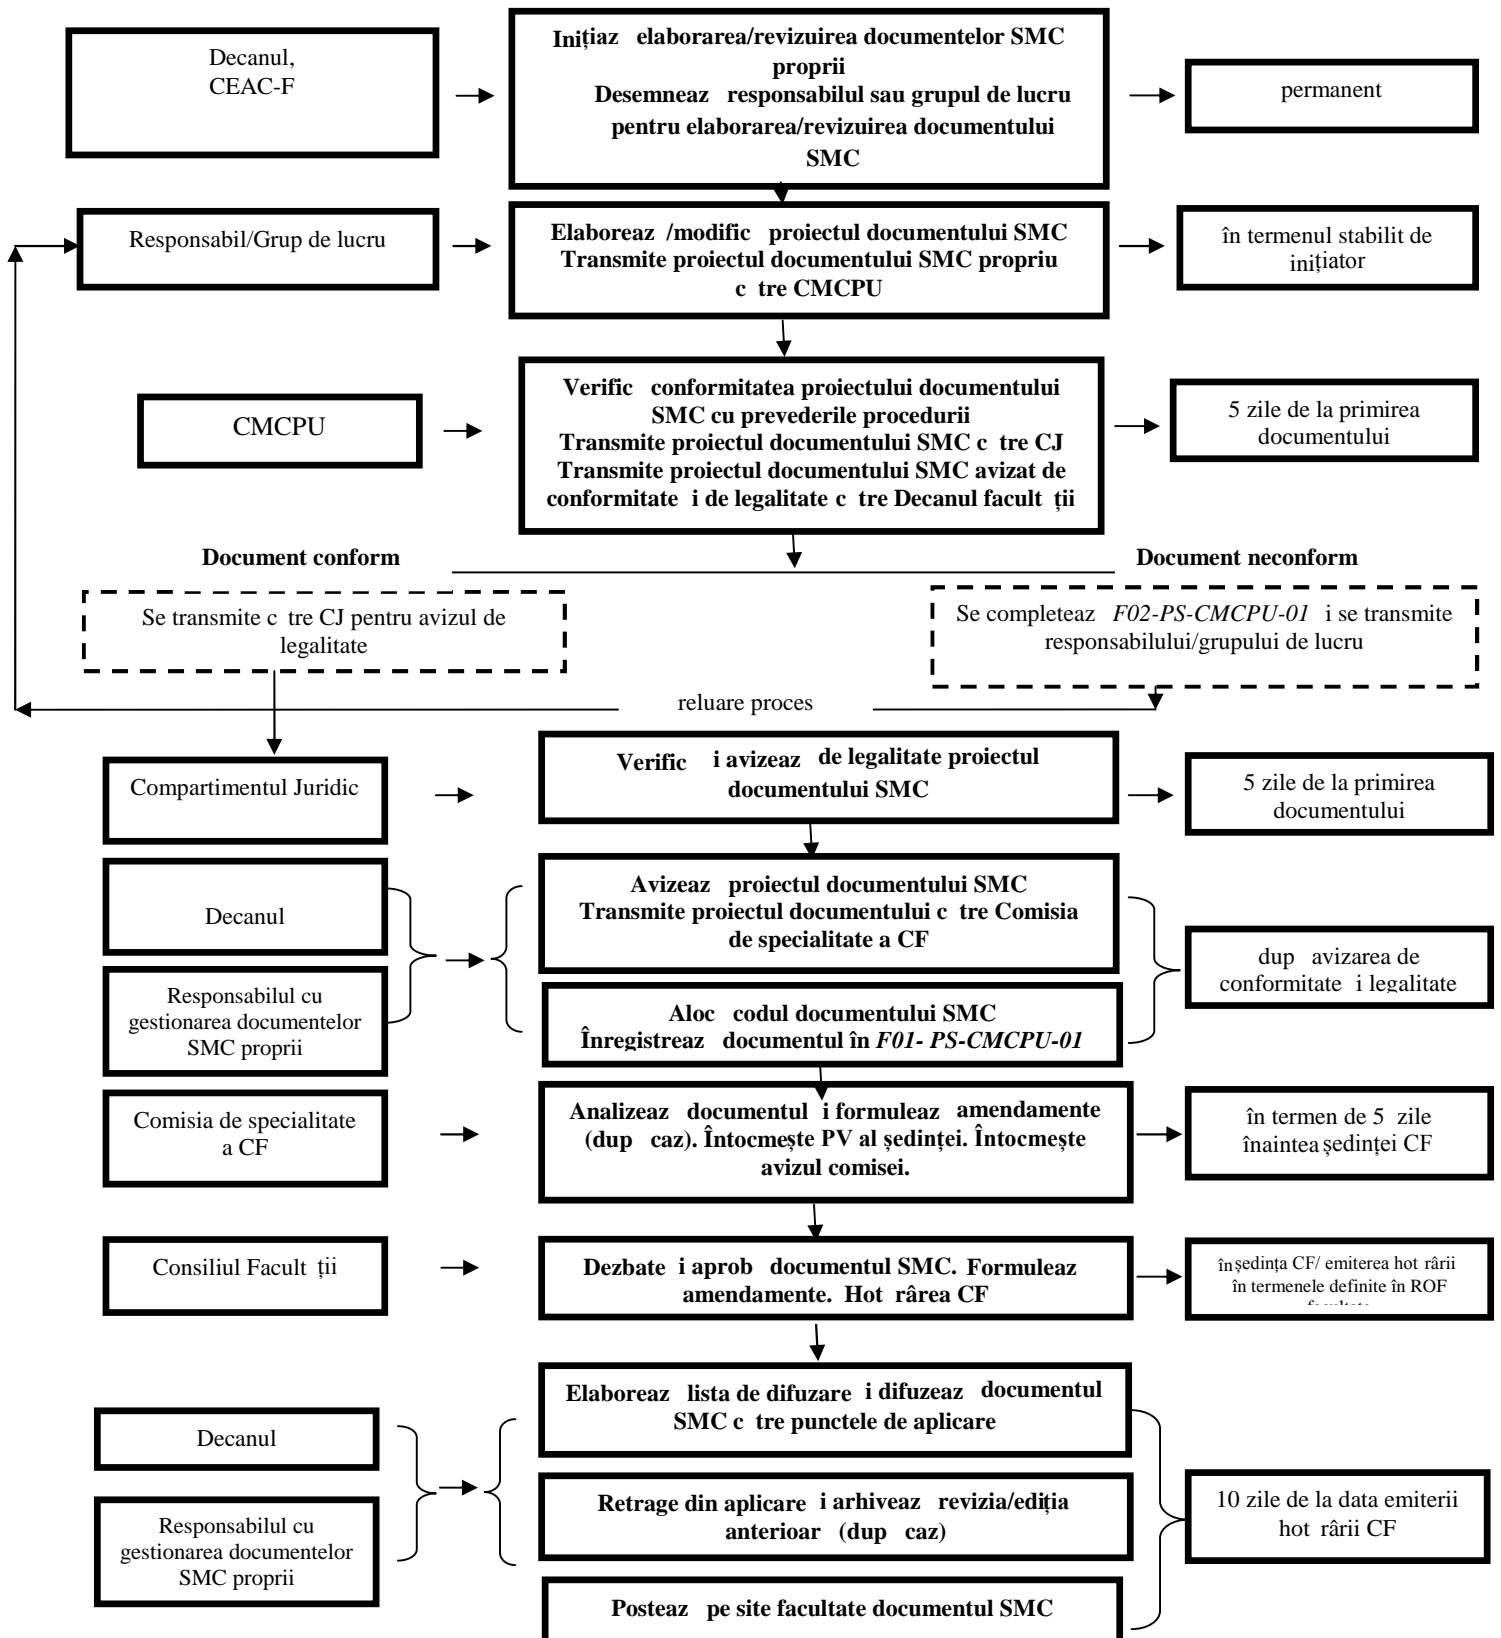 Decanul,
CEAC-F
Inițiaz elaborarea/revizuirea documentelor SMC
proprii
Desemneaz responsabilul sau grupul de lucru
pentru elaborarea/revizuirea documentului
SMC
permanent
Responsabil/Grup de lucru
Elaboreaz /modific proiectul documentului SMC
Transmite proiectul documentului SMC propriu
c tre CMCPU
în termenul stabilit de
inițiator
CMCPU
Verific conformitatea proiectului documentului
SMC cu prevederile procedurii
Transmite proiectul documentului SMC c tre CJ
Transmite proiectul documentului SMC avizat de
conformitate i de legalitate c tre Decanul facult ții
5 zile de la primirea
documentului
Document conform
Document neconform
Se transmite c tre CJ pentru avizul de
legalitate
Se completeaz F02-PS-CMCPU-01 i se transmite
responsabilului/grupului de lucru
reluare proces
Compartimentul Juridic
Verific i avizeaz de legalitate proiectul
documentului SMC
5 zile de la primirea
documentului
Decanul
Responsabilul cu
gestionarea documentelor
SMC proprii
Avizeaz proiectul documentului SMC
Transmite proiectul documentului c tre Comisia
de specialitate a CF
Aloc codul documentului SMC
Înregistreaz documentul în F01- PS-CMCPU-01
dup avizarea de
conformitate i legalitate
Comisia de specialitate
a CF
Analizeaz documentul i formuleaz amendamente
(dup caz). Întocmește PV al ședinței. Întocmește
avizul comisei.
în termen de 5 zile
înaintea ședinței CF
Consiliul Facult ții
Dezbate i aprob documentul SMC. Formuleaz
amendamente. Hot rârea CF
în ședința CF/ emiterea hot rârii
în termenele definite în ROF
Decanul
Responsabilul cu
gestionarea documentelor
SMC proprii
Elaboreaz lista de difuzare i difuzeaz documentul
SMC c tre punctele de aplicare
Retrage din aplicare i arhiveaz revizia/ediția
anterioar (dup caz)
Posteaz pe site facultate documentul SMC
10 zile de la data emiterii
hot rârii CF